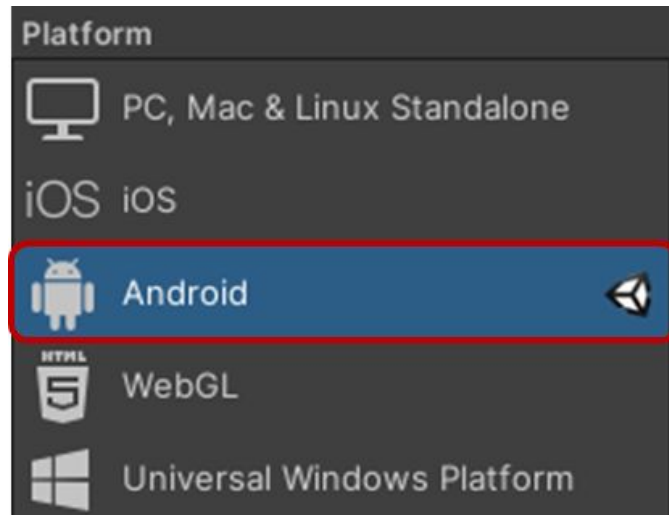 Platform
PC, Mac & Linux Standalone
iOS iOS
Android
HTML
5 WebGL
Universal Windows Platform